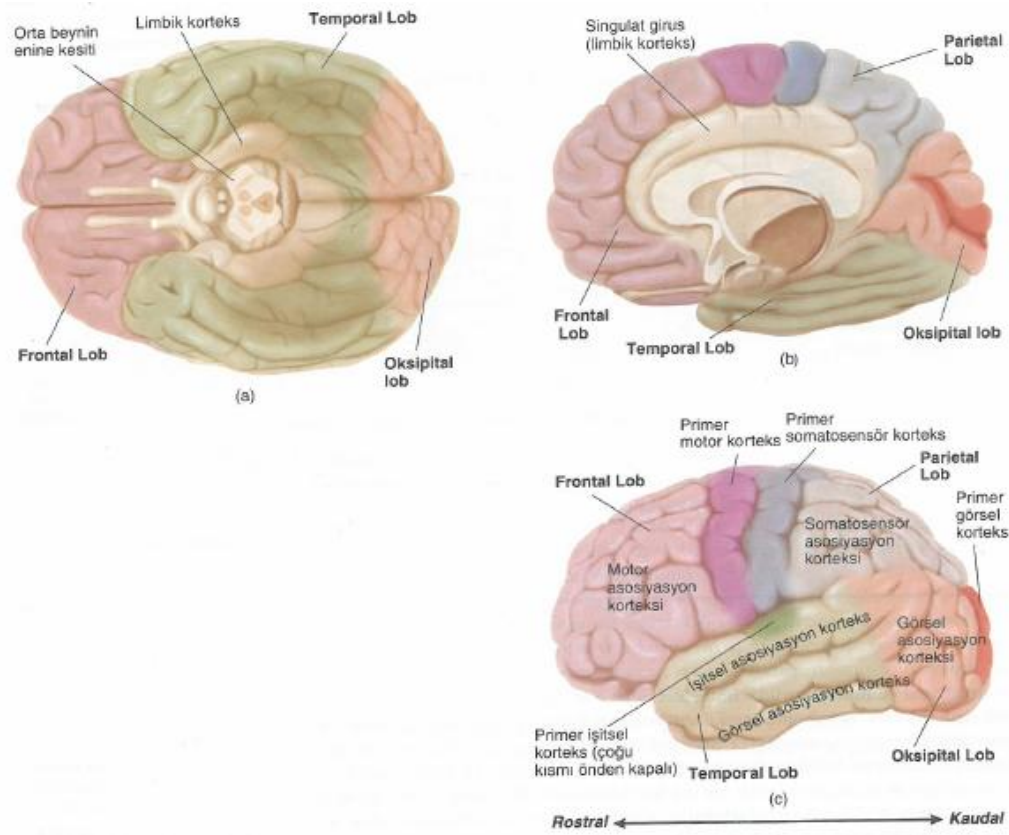 Orta beynin
enine kesiti
Limbik korteks
Temporal Lob
Frontal Lob
Oksipital
lob
(a)
Singulat girus
(limbik korteks)
Parietal
Lob
Frontal
Lob
Temporal Lob
Oksipital lob
(b)
Primer
motor korteks
Primer
somatosensör korteks
Frontal Lob
Parietal
Lob
Primer
görsel
korteks
Somatosensör
asosiyasyon
korteksi
Motor
asosiyasyon
korteksi
İşitsel asosiyasyon korteks
Görsel
asosiyasyon
korteksi
Görsel asosiyasyon korteks
Primer işitsel
korteks (çoğu
kısmı önden kapalı)
Temporal Lob
Oksipital Lob
(c)
Rostral
Kaudal